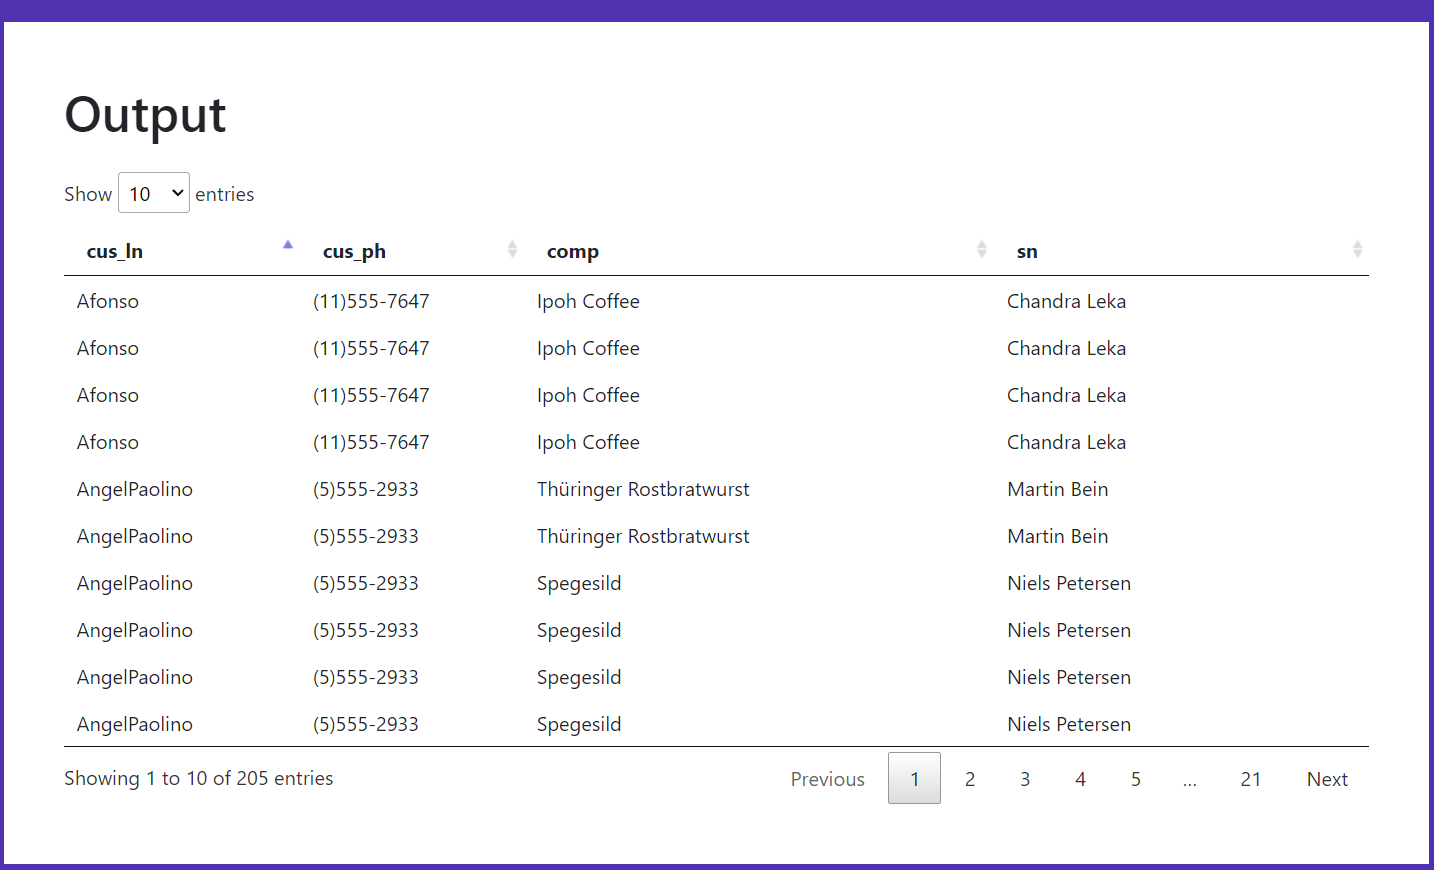 Output
Show 10 entries
cus_ln cus_ph comp sn
Afonso (11)555-7647 Ipoh Coffee Chandra Leka
Afonso (11)555-7647 Ipoh Coffee Chandra Leka
Afonso (11)555-7647 Ipoh Coffee Chandra Leka
Afonso (11)555-7647 Ipoh Coffee Chandra Leka
AngelPaolino (5)555-2933 Thüringer Rostbratwurst Martin Bein
AngelPaolino (5)555-2933 Thüringer Rostbratwurst Martin Bein
AngelPaolino (5)555-2933 Spegesild Niels Petersen
AngelPaolino (5)555-2933 Spegesild Niels Petersen
AngelPaolino (5)555-2933 Spegesild Niels Petersen
AngelPaolino (5)555-2933 Spegesild Niels Petersen
Showing 1 to 10 of 205 entries Previous 1 2 3 4 5 ... 21 Next